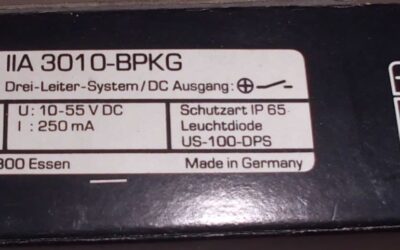 IIA 3010-BPKG
Drei-Leiter-System/DC Ausgang:
U: 10-55 V DC
I : 250 mA
Schutzart IP 65
Leuchtdiode
US-100-DPS
300 Essen
Made in Germany